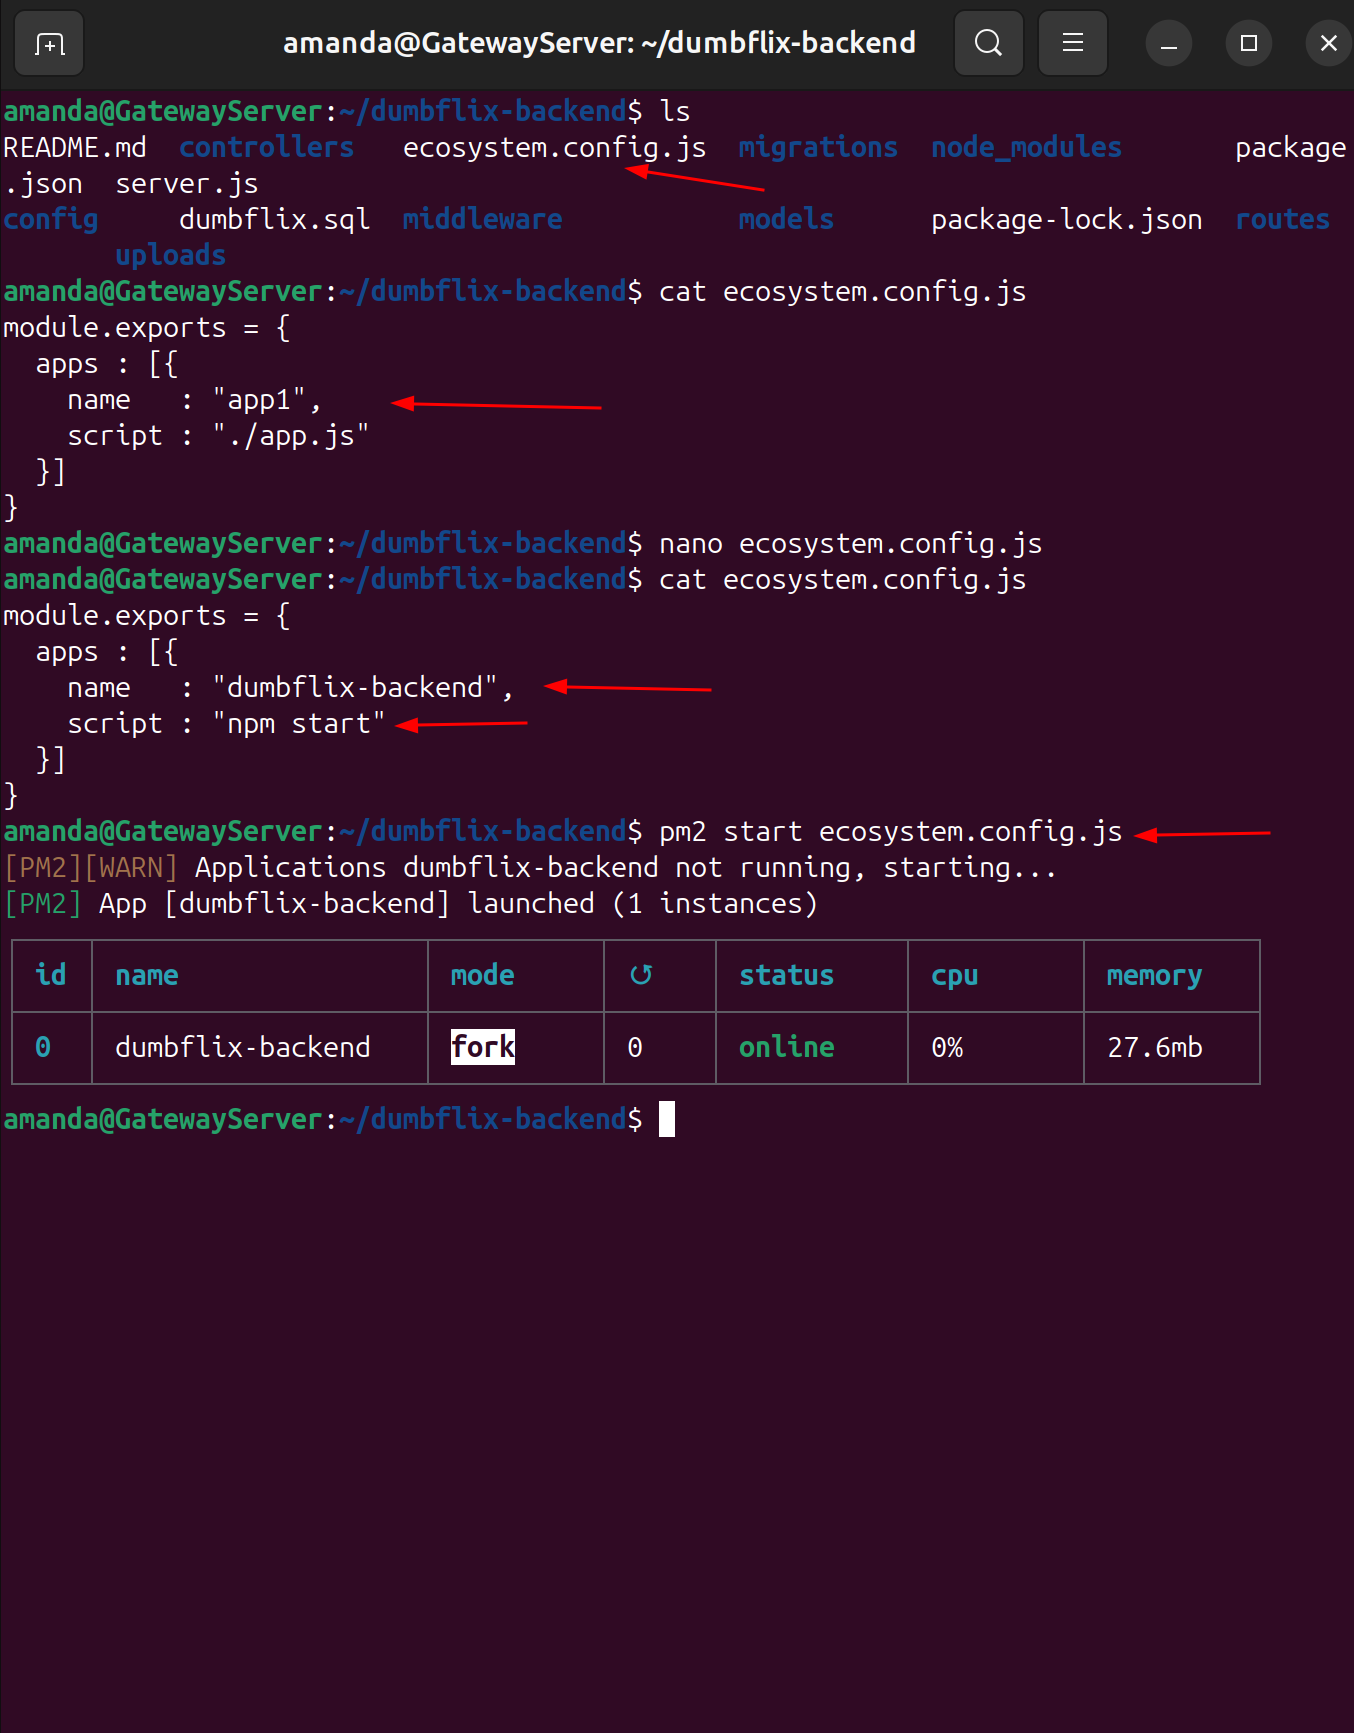 amanda@GatewayServer: ~/dumbflix-backend
amanda@GatewayServer:~/dumbflix-backend$ ls
README.md  controllers   ecosystem.config.js  migrations  node_modules       package
.json  server.js
config     dumbflix.sql  middleware           models      package-lock.json  routes
       uploads
amanda@GatewayServer:~/dumbflix-backend$ cat ecosystem.config.js
module.exports = {
  apps : [{
    name   : "app1",
    script : "./app.js"
  }]
}
amanda@GatewayServer:~/dumbflix-backend$ nano ecosystem.config.js
amanda@GatewayServer:~/dumbflix-backend$ cat ecosystem.config.js
module.exports = {
  apps : [{
    name   : "dumbflix-backend",
    script : "npm start"
  }]
}
amanda@GatewayServer:~/dumbflix-backend$ pm2 start ecosystem.config.js
[PM2][WARN] Applications dumbflix-backend not running, starting...
[PM2] App [dumbflix-backend] launched (1 instances)
id name mode ↺ status cpu memory
0 dumbflix-backend fork 0 online 0% 27.6mb
amanda@GatewayServer:~/dumbflix-backend$